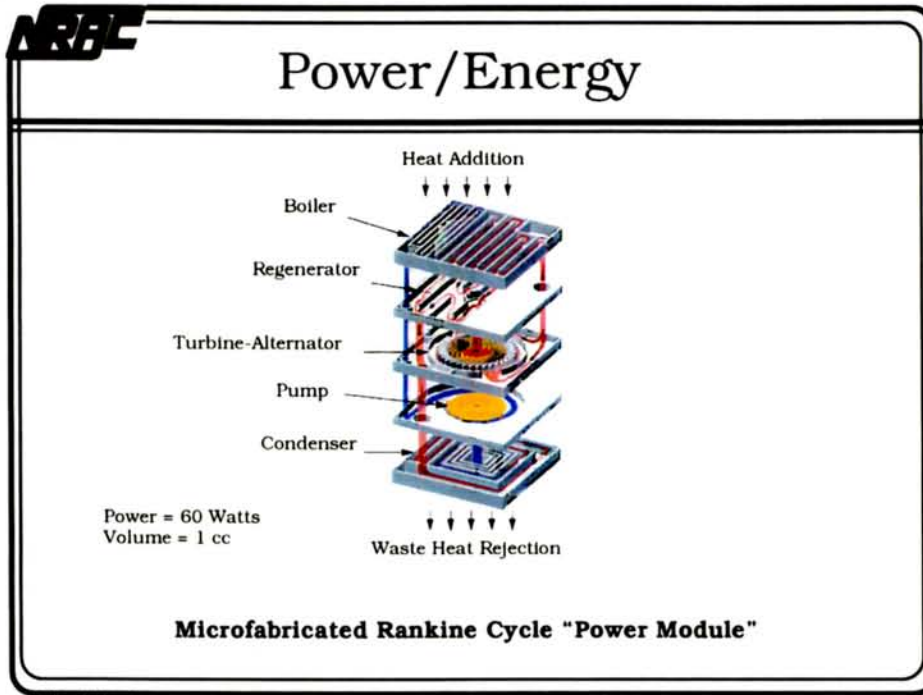 NRAC
Power/Energy
Heat Addition
Boiler
Regenerator
Turbine-Alternator
Pump
Condenser
Power = 60 Watts
Volume = 1 cc
Waste Heat Rejection
Microfabricated Rankine Cycle "Power Module"